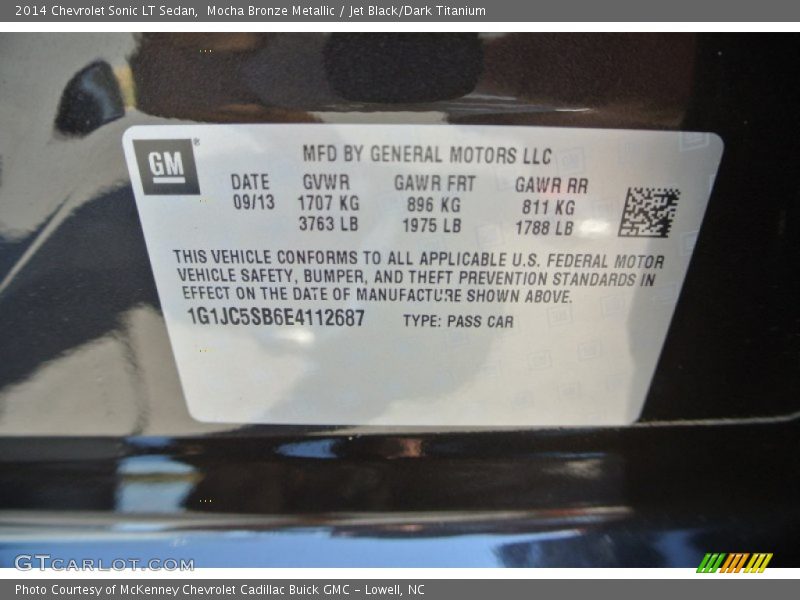 2014 Chevrolet Sonic LT Sedan,  Mocha Bronze Metallic / Jet Black/Dark Titanium
GM ®
MFD BY GENERAL MOTORS LLC
DATE GVWR GAWR FRT GAWR RR
09/13 1707 KG 896 KG 811 KG
3763 LB 1975 LB 1788 LB
THIS VEHICLE CONFORMS TO ALL APPLICABLE U.S. FEDERAL MOTOR
VEHICLE SAFETY, BUMPER, AND THEFT PREVENTION STANDARDS IN
EFFECT ON THE DATE OF MANUFACTURE SHOWN ABOVE.
1G1JC5SB6E4112687 TYPE: PASS CAR
GTCARLOT.COM
Photo Courtesy of McKenney Chevrolet Cadillac Buick GMC - Lowell, NC